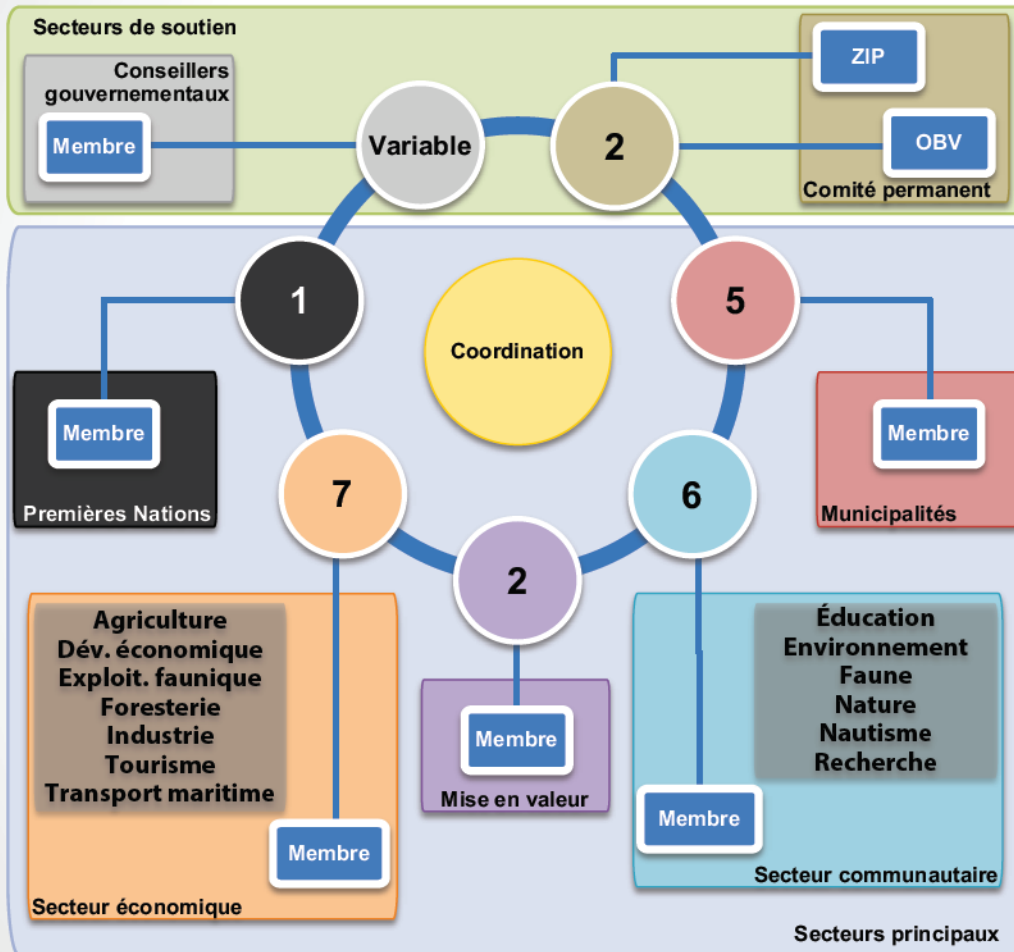 Secteurs de soutien
Conseillers
gouvernementaux
Membre
Variable
2
ZIP
OBV
Comité permanent
1
5
Coordination
Membre
Premières Nations
Membre
Municipalités
7
6
2
Agriculture
Dév. économique
Exploit. faunique
Foresterie
Industrie
Tourisme
Transport maritime
Membre
Secteur économique
Membre
Mise en valeur
Éducation
Environnement
Faune
Nature
Nautisme
Recherche
Membre
Secteur communautaire
Secteurs principaux